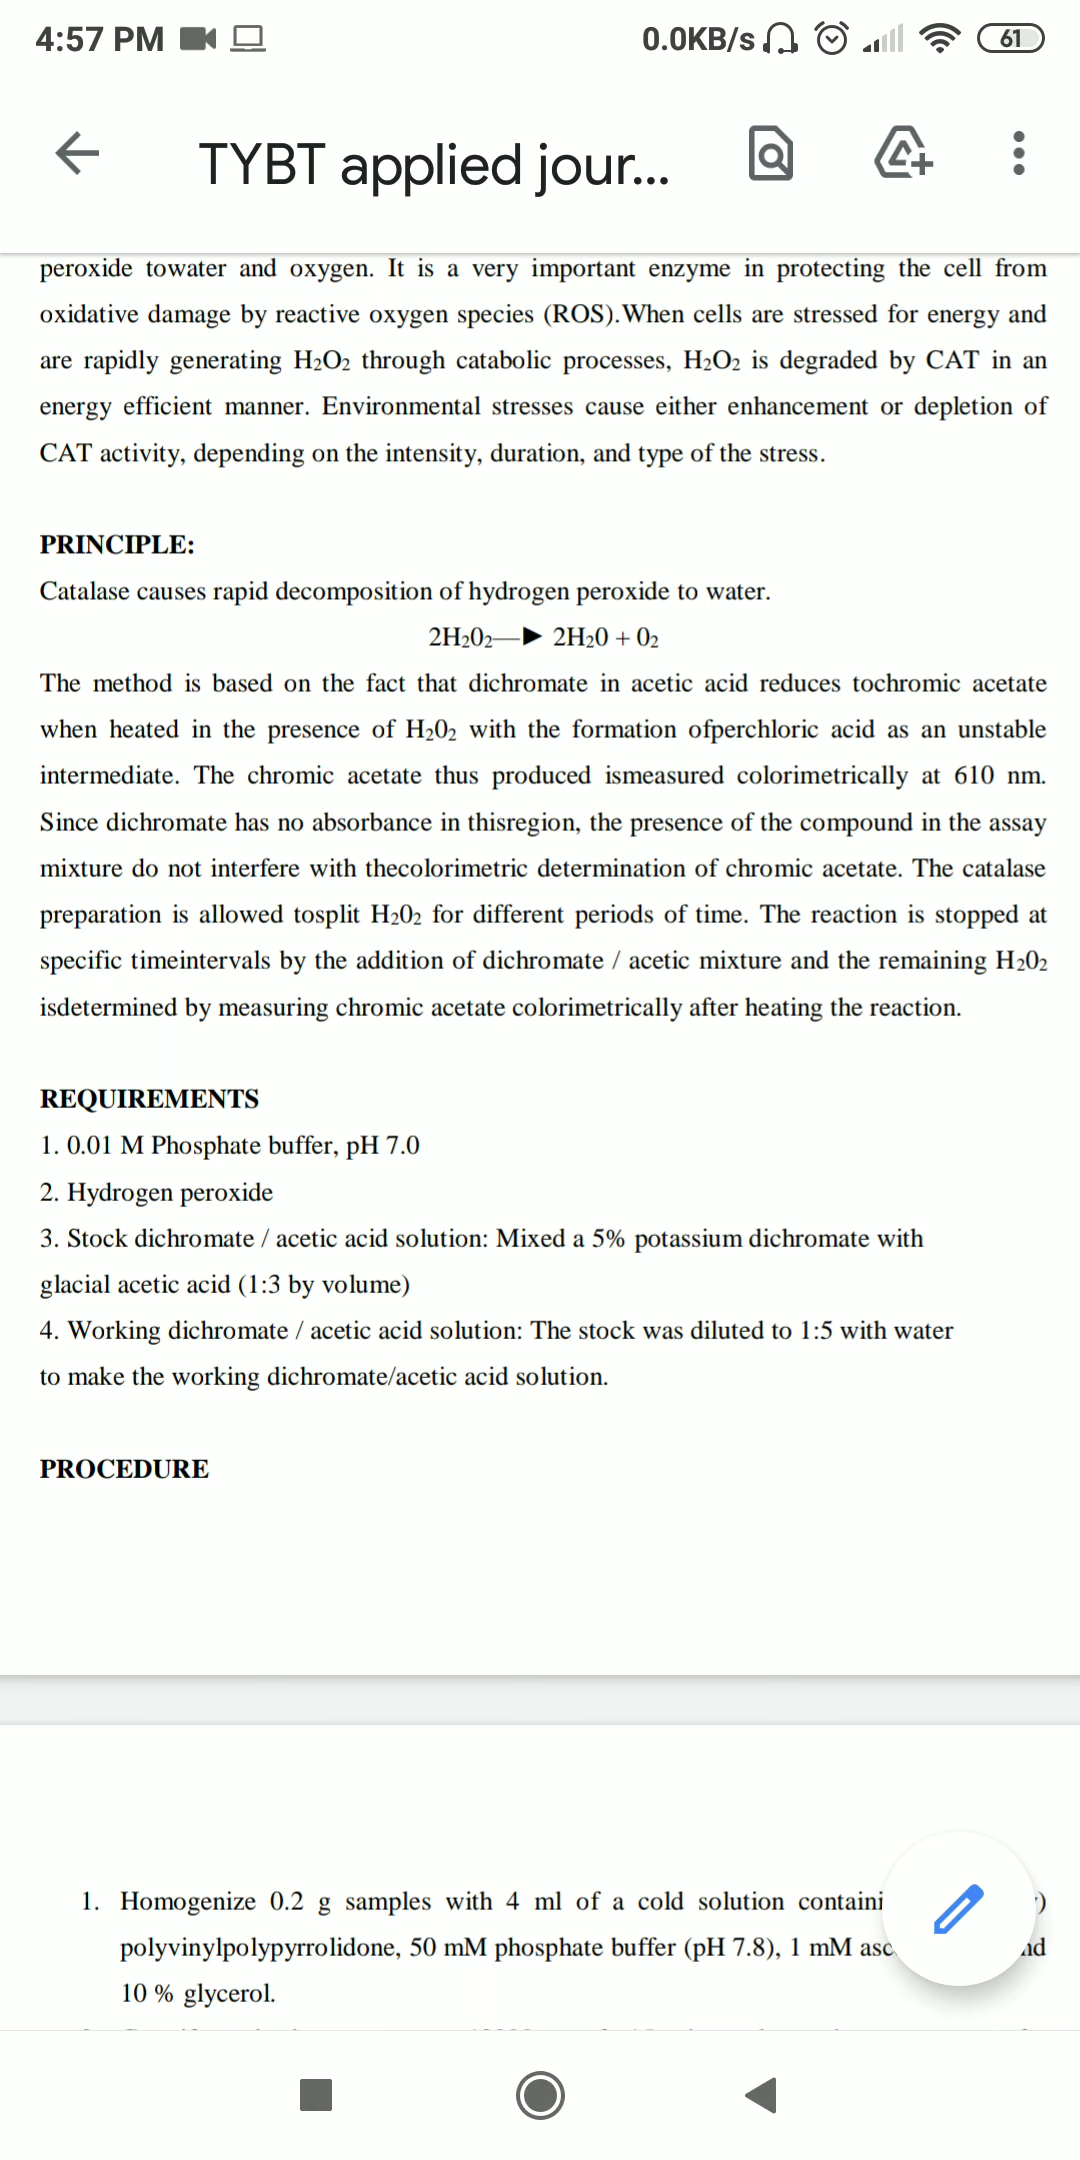 4:57 PM 0.0KB/s 61
TYBT applied jour...
peroxide towater and oxygen. It is a very important enzyme in protecting the cell from
oxidative damage by reactive oxygen species (ROS).When cells are stressed for energy and
are rapidly generating H₂O₂ through catabolic processes, H₂O₂ is degraded by CAT in an
energy efficient manner. Environmental stresses cause either enhancement or depletion of
CAT activity, depending on the intensity, duration, and type of the stress.
PRINCIPLE:
Catalase causes rapid decomposition of hydrogen peroxide to water.
2H₂0₂—► 2H₂0 + 0₂
The method is based on the fact that dichromate in acetic acid reduces tochromic acetate
when heated in the presence of H₂0₂ with the formation ofperchloric acid as an unstable
intermediate. The chromic acetate thus produced ismeasured colorimetrically at 610 nm.
Since dichromate has no absorbance in thisregion, the presence of the compound in the assay
mixture do not interfere with thecolorimetric determination of chromic acetate. The catalase
preparation is allowed tosplit H₂0₂ for different periods of time. The reaction is stopped at
specific timeintervals by the addition of dichromate / acetic mixture and the remaining H₂0₂
isdetermined by measuring chromic acetate colorimetrically after heating the reaction.
REQUIREMENTS
1. 0.01 M Phosphate buffer, pH 7.0
2. Hydrogen peroxide
3. Stock dichromate / acetic acid solution: Mixed a 5% potassium dichromate with
glacial acetic acid (1:3 by volume)
4. Working dichromate / acetic acid solution: The stock was diluted to 1:5 with water
to make the working dichromate/acetic acid solution.
PROCEDURE
1. Homogenize 0.2 g samples with 4 ml of a cold solution containi )
polyvinylpolypyrrolidone, 50 mM phosphate buffer (pH 7.8), 1 mM asc nd
10 % glycerol.